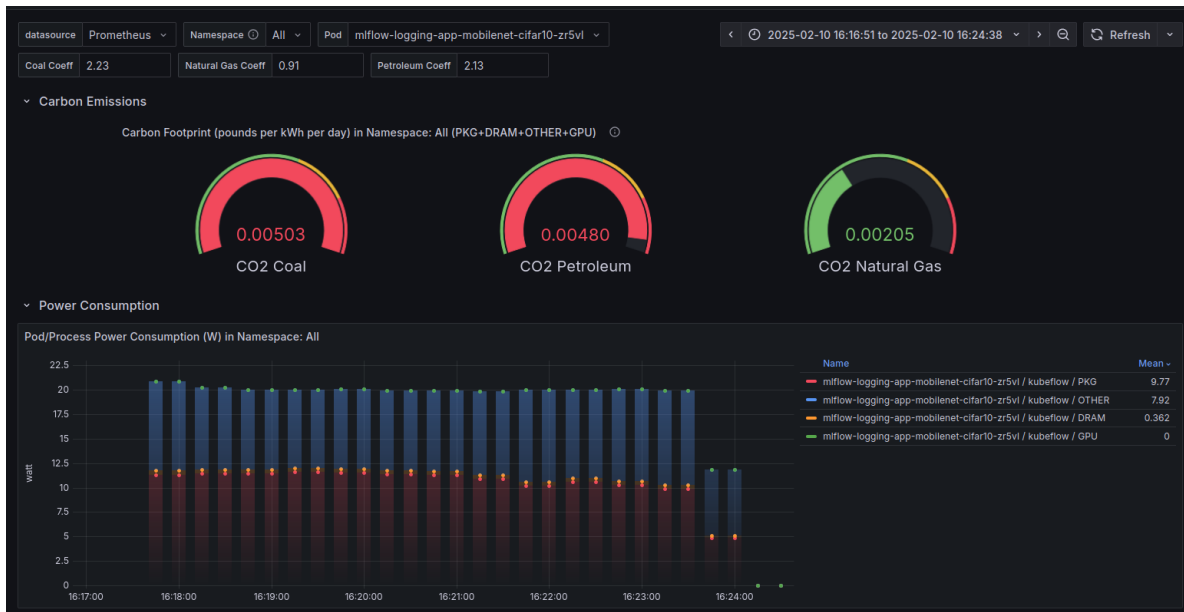 datasource Prometheus Namespace All Pod mlflow-logging-app-mobilenet-cifar10-zr5vl 2025-02-10 16:16:51 to 2025-02-10 16:24:38 Refresh
Coal Coeff 2.23 Natural Gas Coeff 0.91 Petroleum Coeff 2.13
Carbon Emissions
Carbon Footprint (pounds per kWh per day) in Namespace: All (PKG+DRAM+OTHER+GPU)
0.00503 0.00480 0.00205
CO2 Coal CO2 Petroleum CO2 Natural Gas
Power Consumption
Pod/Process Power Consumption (W) in Namespace: All
22.5
20
17.5
15
12.5
10
7.5
5
2.5
0
watt
16:17:00 16:18:00 16:19:00 16:20:00 16:21:00 16:22:00 16:23:00 16:24:00
Name Mean
mlflow-logging-app-mobilenet-cifar10-zr5vl / kubeflow / PKG 9.77
mlflow-logging-app-mobilenet-cifar10-zr5vl / kubeflow / OTHER 7.92
mlflow-logging-app-mobilenet-cifar10-zr5vl / kubeflow / DRAM 0.362
mlflow-logging-app-mobilenet-cifar10-zr5vl / kubeflow / GPU 0